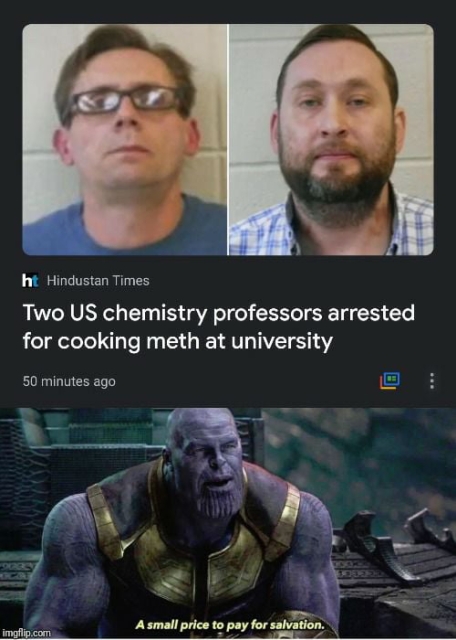 ht Hindustan Times
Two US chemistry professors arrested
for cooking meth at university
50 minutes ago
A small price to pay for salvation.
imgflip.com